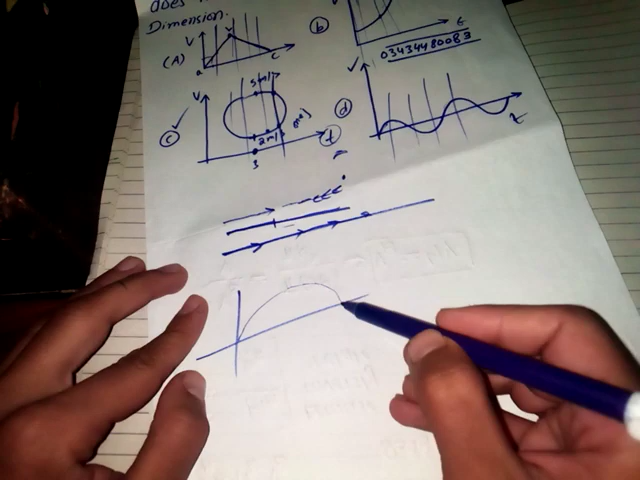 does
Dimension.
(A) V C
(b) t
03434480083
(C) V 5m/ 2m/ 3 (t)
(d) V t